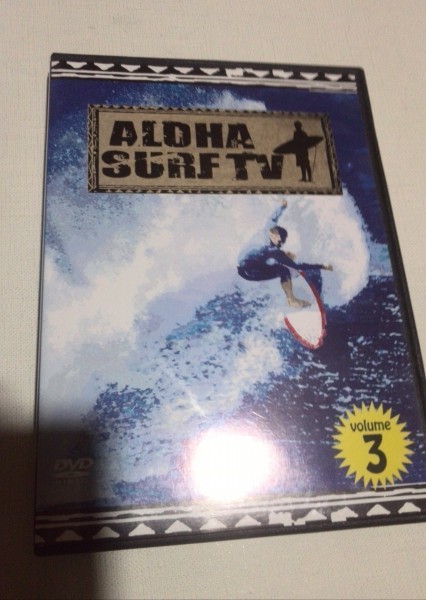 ALOHA
SURF TV
volume
3
DVD